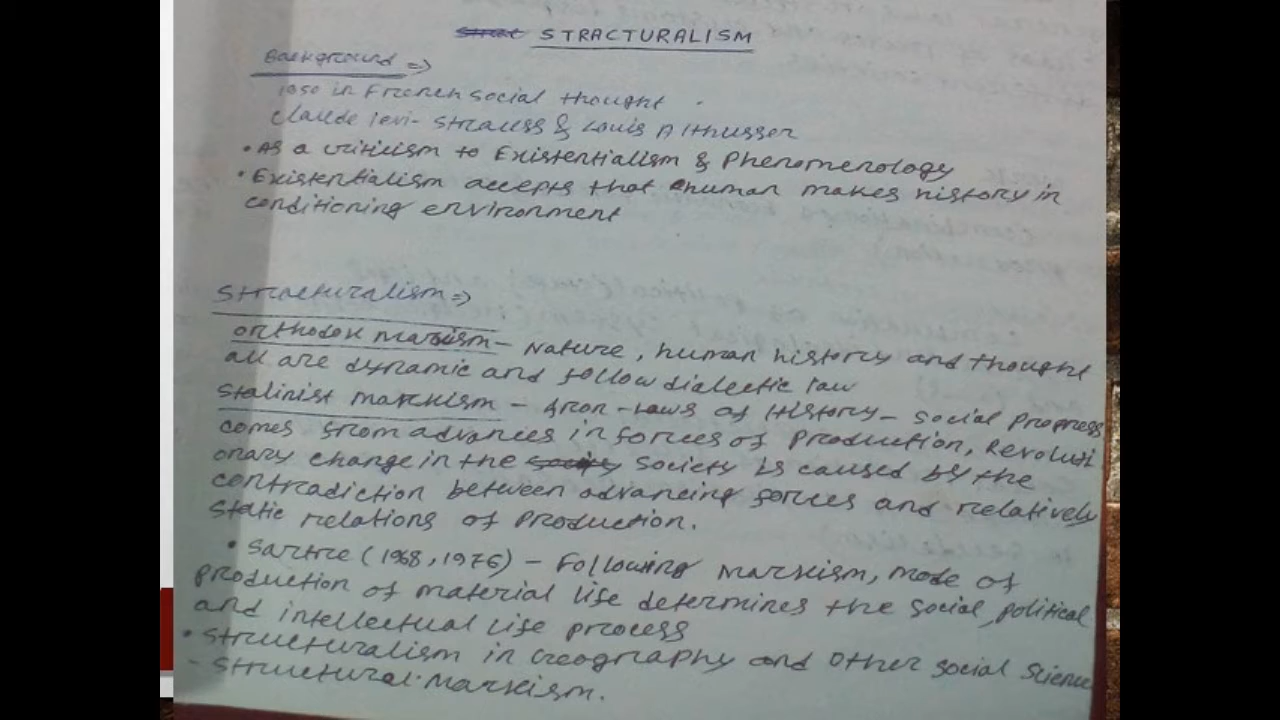 STRACTURALISM
Background =>
1950 in French social thought
Claude levi- Strauss & Louis Althusser
• As a criticism to Existentialism & Phenomenology
• Existentialism accepts that human makes history in
conditioning environment
Structuralism =>
orthodox marxism - Nature, human history and thought
all are dynamic and follow dialectic law
Stalinist marxism - Iron-Laws of History - social Progress
comes from advances in forces of Production, Revoluti
onary change in the society is caused by the
contradiction between advancing forces and relatively
static relations of Production.
• Sartre (1968, 1976) - Following marxism, mode of
production of material life determines the social, political
and intellectual life process
• structuralism in Geography and other social Science
- structural marxism.